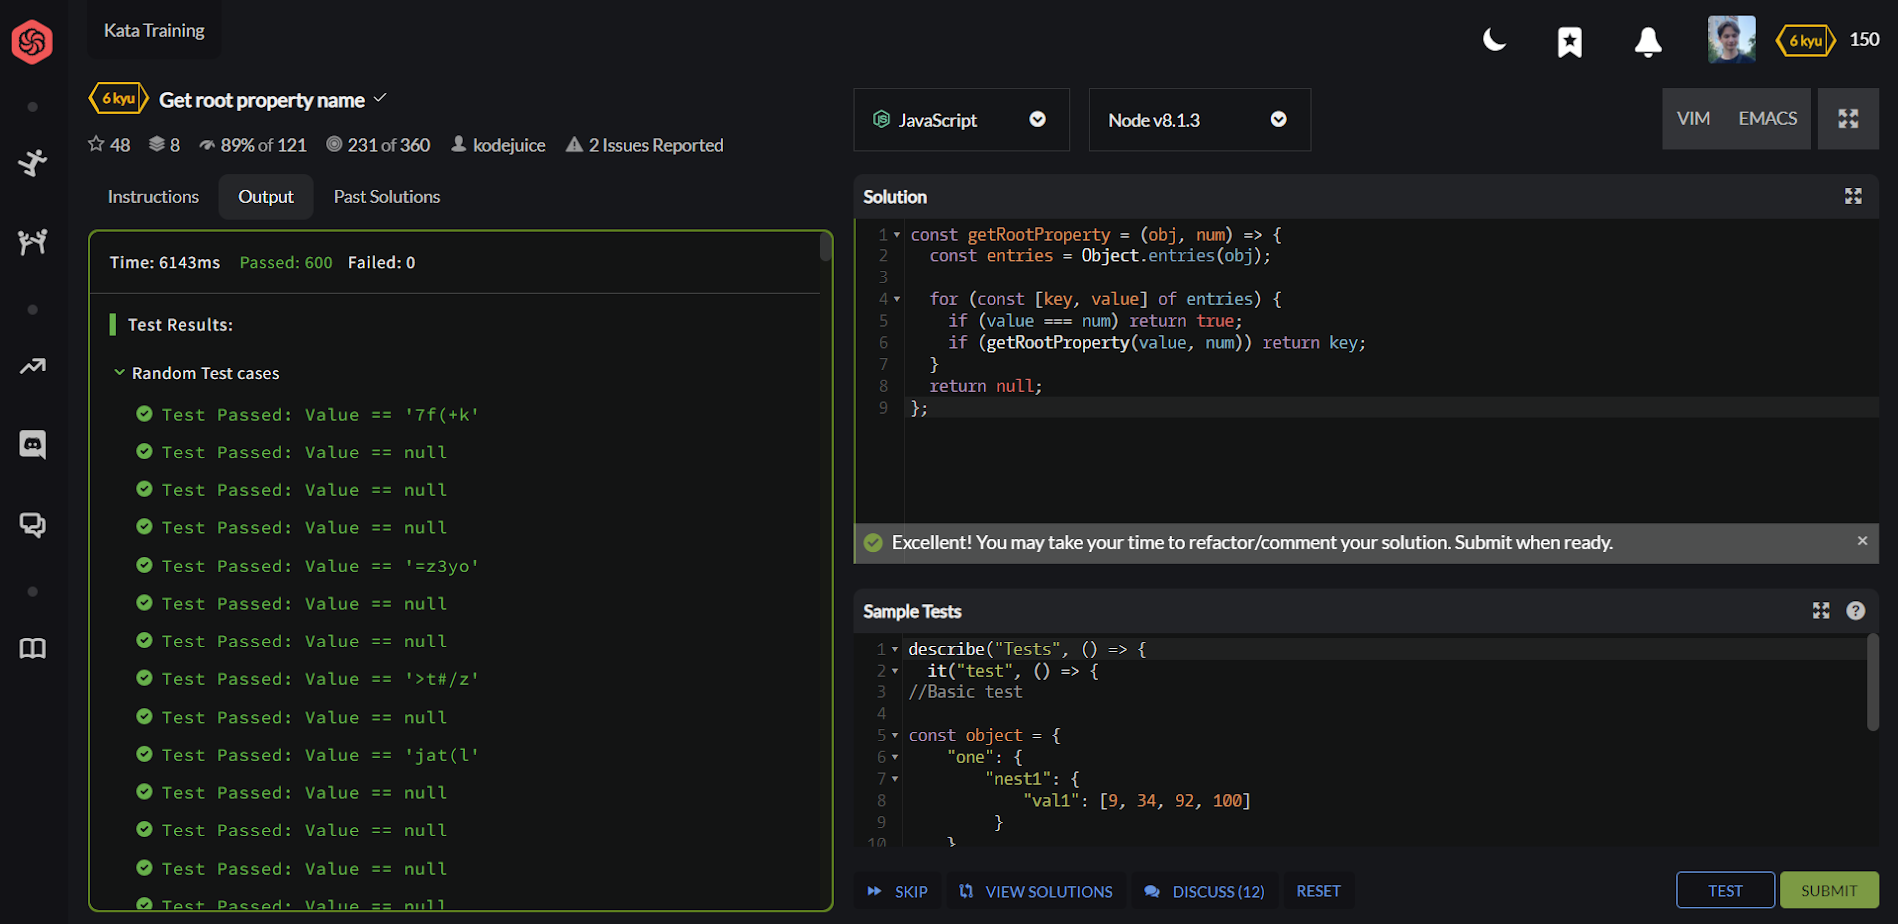 Kata Training
6 kyu
150
6 kyu
Get root property name
48
8
89% of 121
231 of 360
kodejuice
2 Issues Reported
Instructions
Output
Past Solutions
Time: 6143ms Passed: 600 Failed: 0
Test Results:
Random Test cases
Test Passed: Value == '7f(+k'
Test Passed: Value == null
Test Passed: Value == null
Test Passed: Value == null
Test Passed: Value == '=z3yo'
Test Passed: Value == null
Test Passed: Value == null
Test Passed: Value == '>t#/z'
Test Passed: Value == null
Test Passed: Value == 'jat(l'
Test Passed: Value == null
Test Passed: Value == null
Test Passed: Value == null
Test Passed: Value == null
JavaScript
Node v8.1.3
VIM
EMACS
Solution
1 const getRootProperty = (obj, num) => {
2 const entries = Object.entries(obj);
3
4 for (const [key, value] of entries) {
5 if (value === num) return true;
6 if (getRootProperty(value, num)) return key;
7 }
8 return null;
9 };
Excellent! You may take your time to refactor/comment your solution. Submit when ready.
×
Sample Tests
?
1 describe("Tests", () => {
2 it("test", () => {
3 //Basic test
4
5 const object = {
6 "one": {
7 "nest1": {
8 "val1": [9, 34, 92, 100]
9 }
10 }
SKIP
VIEW SOLUTIONS
DISCUSS (12)
RESET
TEST
SUBMIT